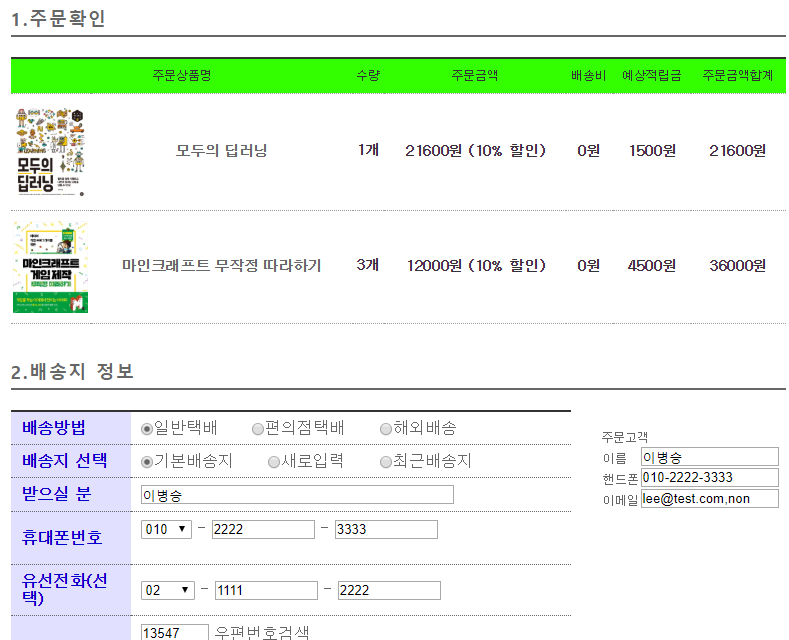 1.주문확인
주문상품명 수량 주문금액 배송비 예상적립금 주문금액합계
모두의 딥러닝
모두의 딥러닝 1개 21600원 (10% 할인) 0원 1500원 21600원
마인크래프트
게임 제작
무작정 따라하기
마인크래프트 무작정 따라하기 3개 12000원 (10% 할인) 0원 4500원 36000원
2.배송지 정보
배송방법 일반택배 편의점택배 해외배송
배송지 선택 기본배송지 새로입력 최근배송지
받으실 분 이병승
휴대폰번호 010 - 2222 - 3333
유선전화(선
택) 02 - 1111 - 2222
13547 우편번호검색
주문고객
이름 이병승
핸드폰 010-2222-3333
이메일 lee@test.com,non